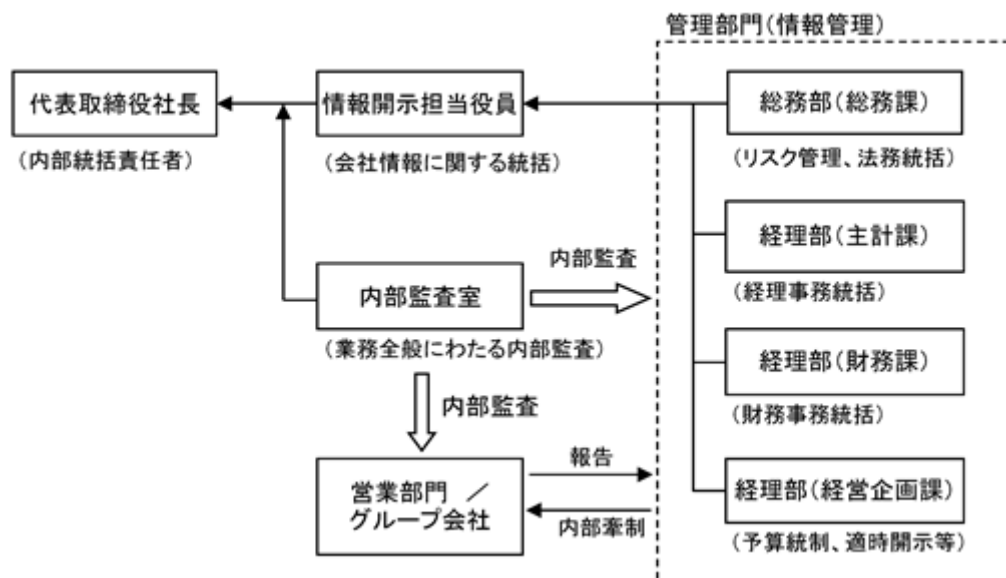 管理部門(情報管理)
代表取締役社長
(内部統括責任者)
情報開示担当役員
(会社情報に関する統括)
総務部(総務課)
(リスク管理、法務統括)
経理部(主計課)
(経理事務統括)
内部監査
内部監査室
(業務全般にわたる内部監査)
経理部(財務課)
(財務事務統括)
内部監査
営業部門 ／
グループ会社
報告
内部牽制
経理部(経営企画課)
(予算統制、適時開示等)